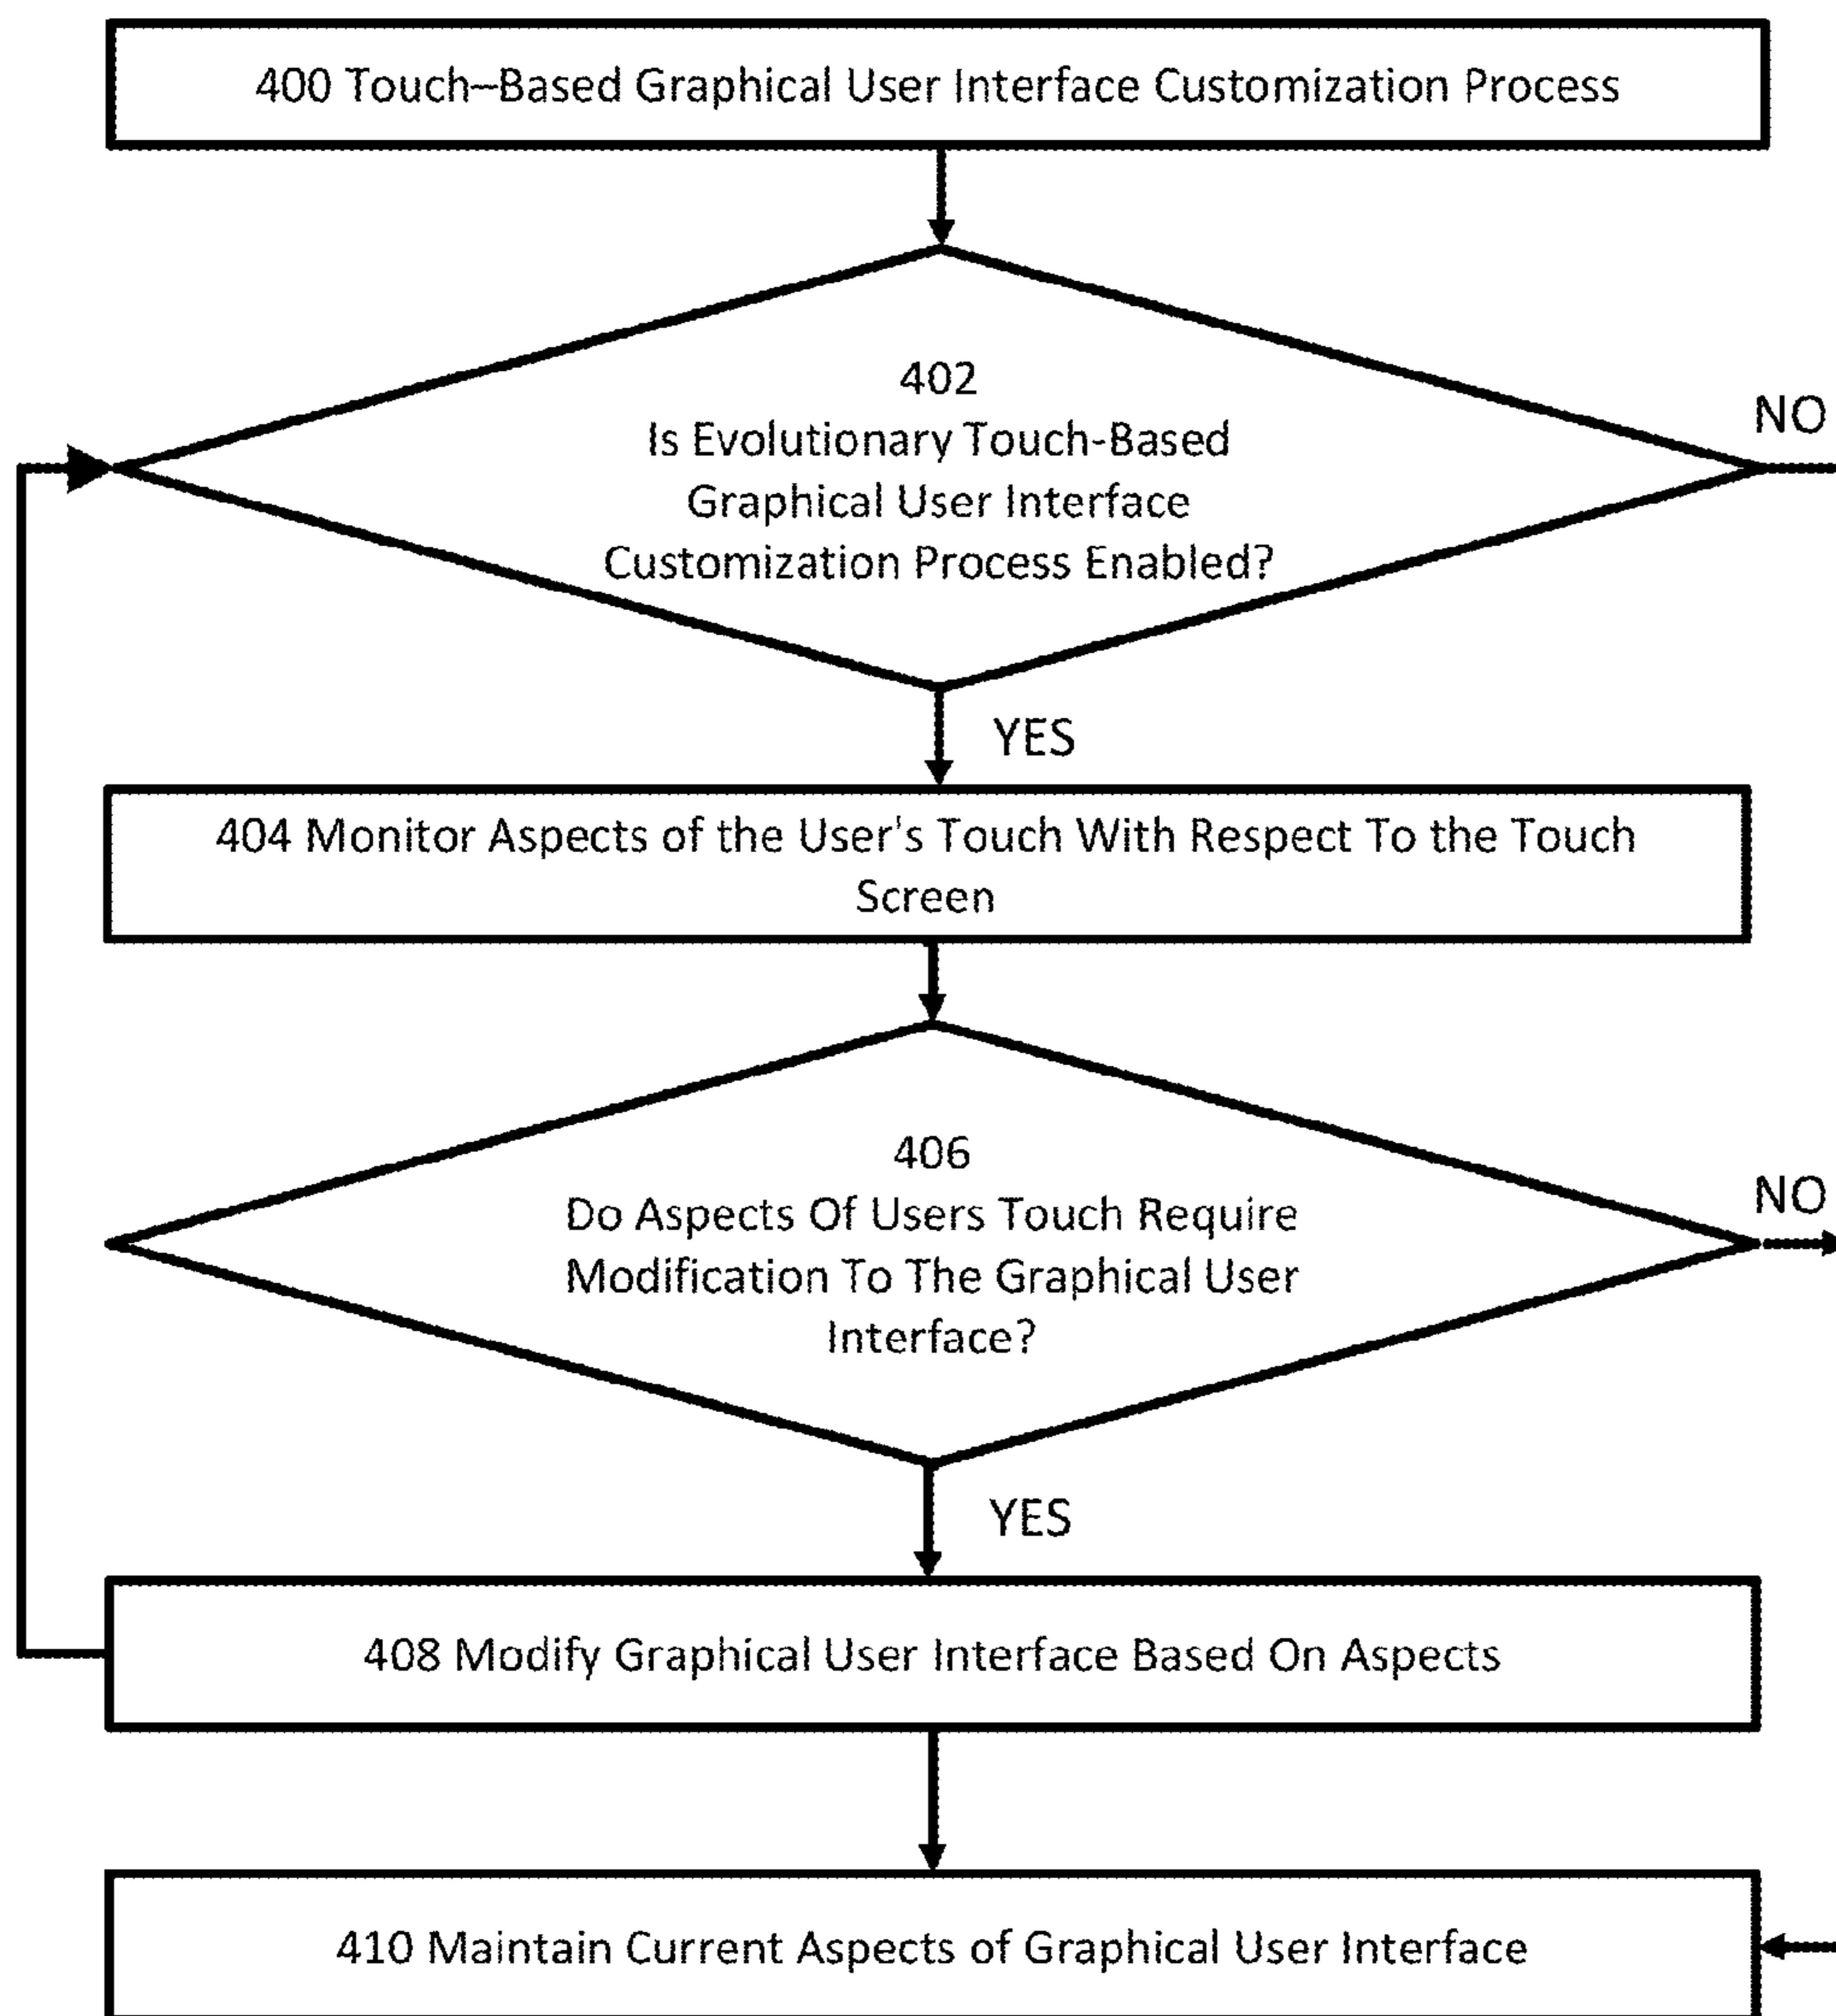 400 Touch–Based Graphical User Interface Customization Process
402
Is Evolutionary Touch-Based
Graphical User Interface
Customization Process Enabled?
NO
YES
404 Monitor Aspects of the User's Touch With Respect To the Touch
Screen
406
Do Aspects Of Users Touch Require
Modification To The Graphical User
Interface?
NO
YES
408 Modify Graphical User Interface Based On Aspects
410 Maintain Current Aspects of Graphical User Interface